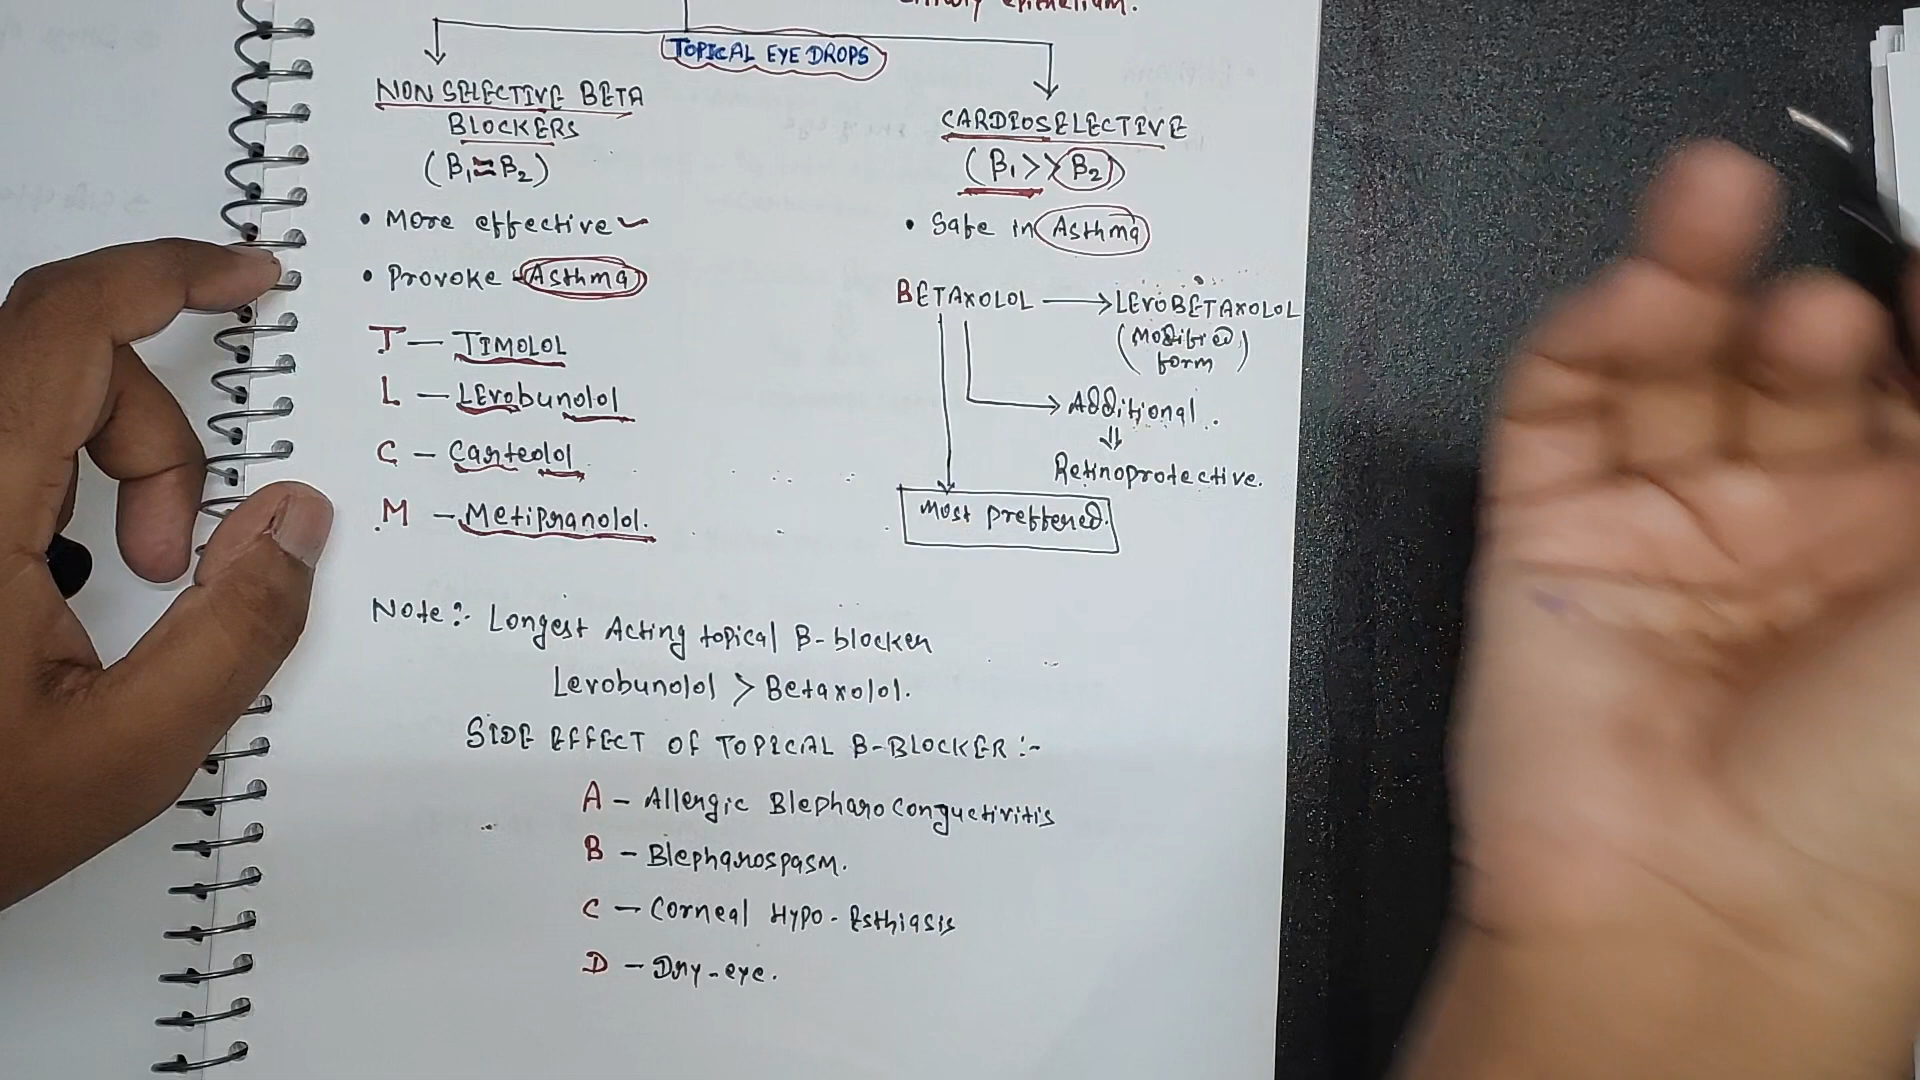 epithelium.
TOPICAL EYE DROPS
NON SELECTIVE BETA
BLOCKERS
(B₁≈B₂)
• More effective
• Provoke Asthma
T — TIMOLOL
L — LEvobunolol
C — Carteolol
M — Metipranolol.
CARDIOSELECTIVE
(B₁>>B₂)
• Safe in Asthma
BETAXOLOL → LEVOBETAXOLOL
(Modified
form)
→ Additional
⇓
Retinoprotective.
Most preffered.
Note:- Longest Acting topical B-blocker
Levobunolol > Betaxolol.
SIDE EFFECT OF TOPICAL B-BLOCKER :-
A - Allergic Blepharo conguctivitis
B - Blepharospasm.
C - Corneal Hypo-Esthiasis
D - Dry-eye.